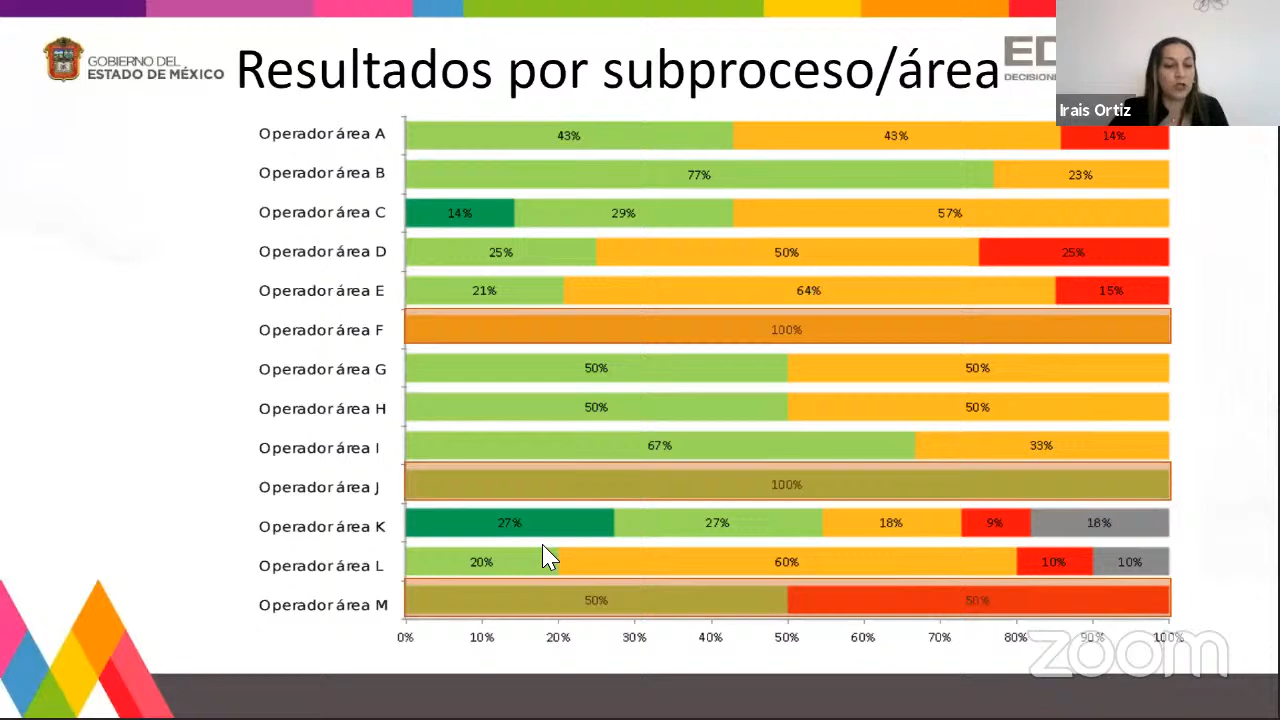 GOBIERNO DEL
ESTADO DE MÉXICO
Resultados por subproceso/área
ED
DECISIONE
Irais Ortiz
Operador área A 43% 43% 14%
Operador área B 77% 23%
Operador área C 14% 29% 57%
Operador área D 25% 50% 25%
Operador área E 21% 64% 15%
Operador área F 100%
Operador área G 50% 50%
Operador área H 50% 50%
Operador área I 67% 33%
Operador área J 100%
Operador área K 27% 27% 18% 9% 18%
Operador área L 20% 60% 10% 10%
Operador área M 50% 50%
0% 10% 20% 30% 40% 50% 60% 70% 80% 90% 100%
zoom